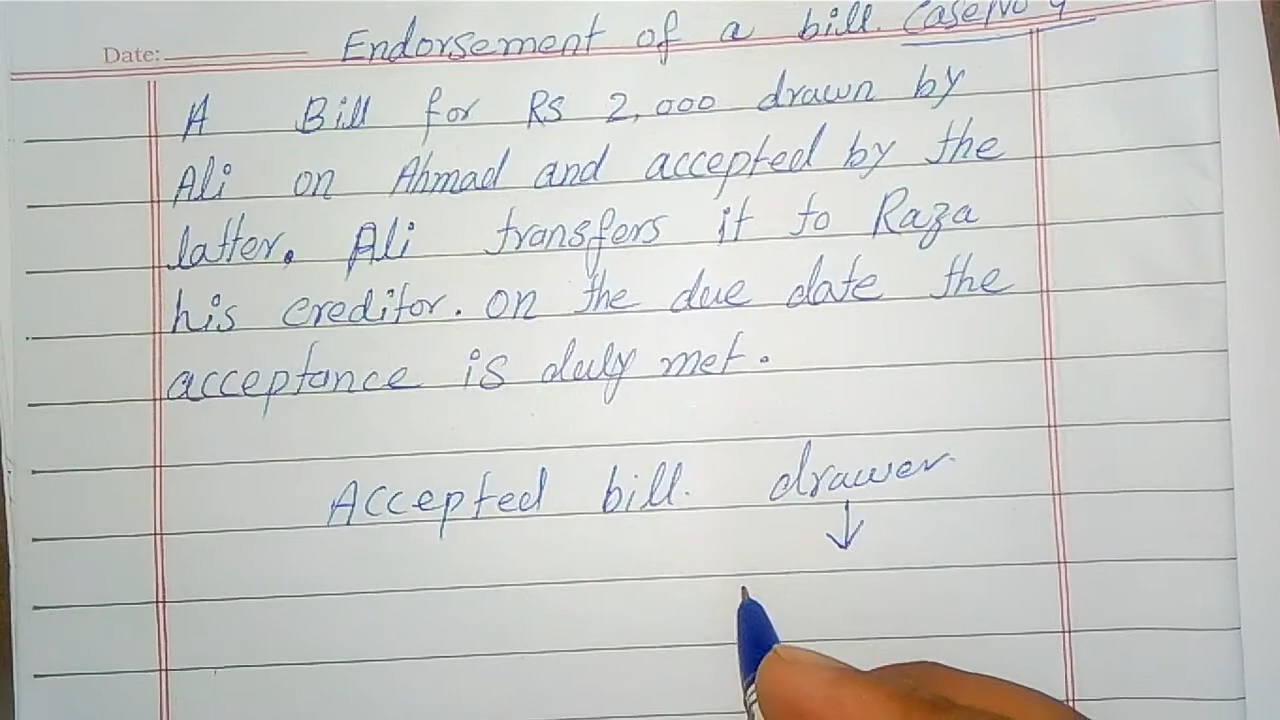 Endorsement of a bill. Case No
Date:
A Bill for RS 2,000 drawn by
Ali on Ahmad and accepted by the
latter. Ali transfers it to Raza
his creditor. on the due date the
acceptance is duly met.
Accepted bill. drawer